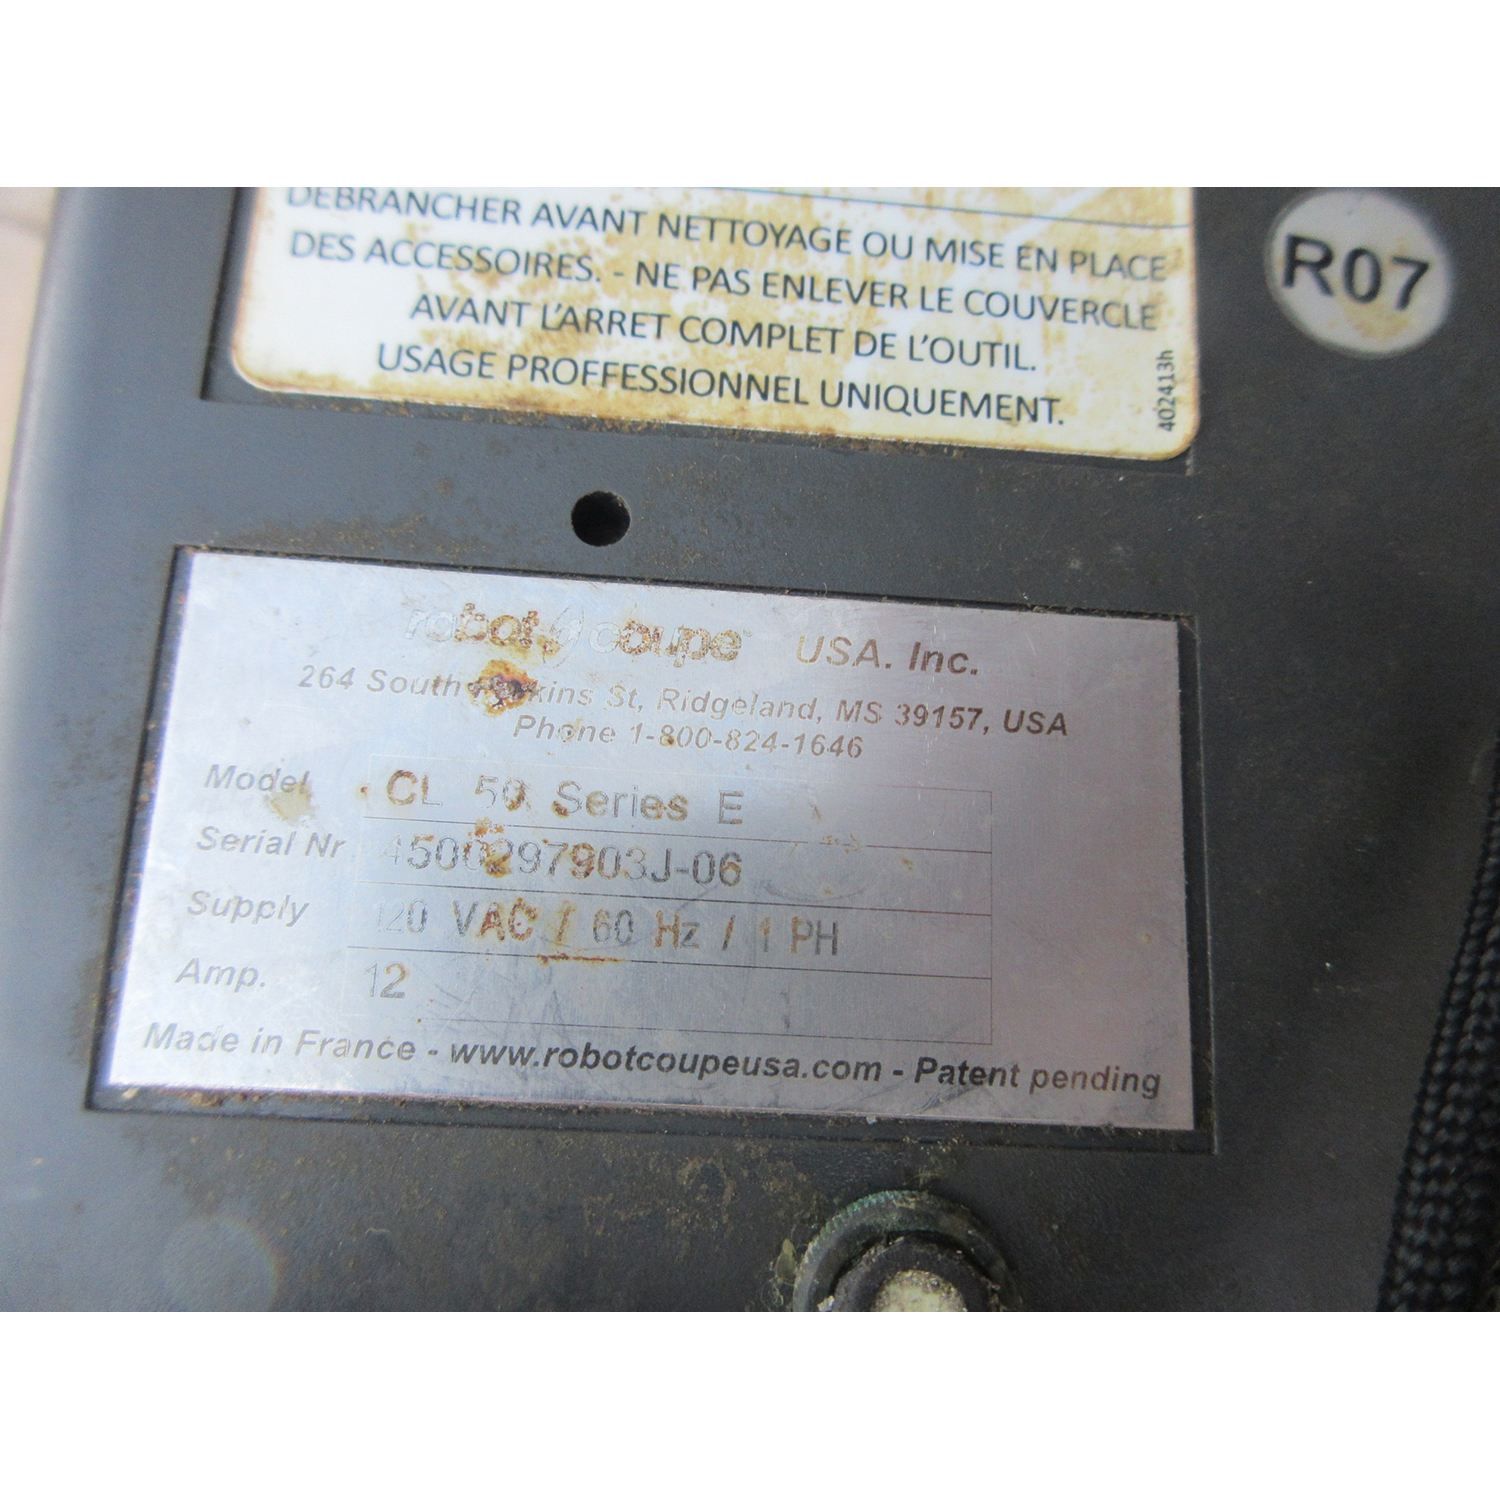 DEBRANCHER AVANT NETTOYAGE OU MISE EN PLACE
DES ACCESSOIRES. - NE PAS ENLEVER LE COUVERCLE
AVANT L'ARRET COMPLET DE L'OUTIL.
USAGE PROFFESSIONNEL UNIQUEMENT.
402413h
R07
robot coupe USA. Inc.
264 South Perkins St, Ridgeland, MS 39157, USA
Phone 1-800-824-1646
Model CL 50 Series E
Serial Nr 4500297903J-06
Supply 120 VAC / 60 Hz / 1 PH
Amp. 12
Made in France - www.robotcoupeusa.com - Patent pending